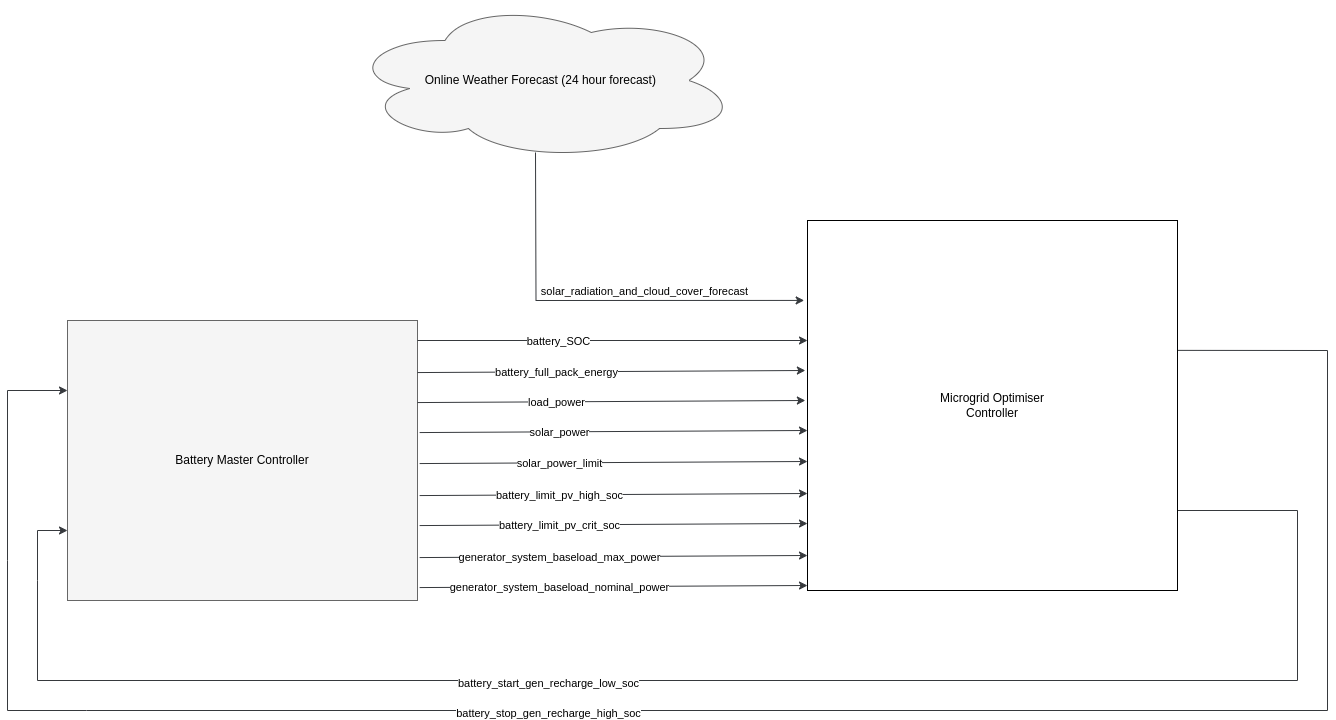 Online Weather Forecast (24 hour forecast)
solar_radiation_and_cloud_cover_forecast
battery_SOC
battery_full_pack_energy
load_power
solar_power
solar_power_limit
battery_limit_pv_high_soc
battery_limit_pv_crit_soc
generator_system_baseload_max_power
generator_system_baseload_nominal_power
Battery Master Controller
Microgrid Optimiser
Controller
battery_start_gen_recharge_low_soc
battery_stop_gen_recharge_high_soc